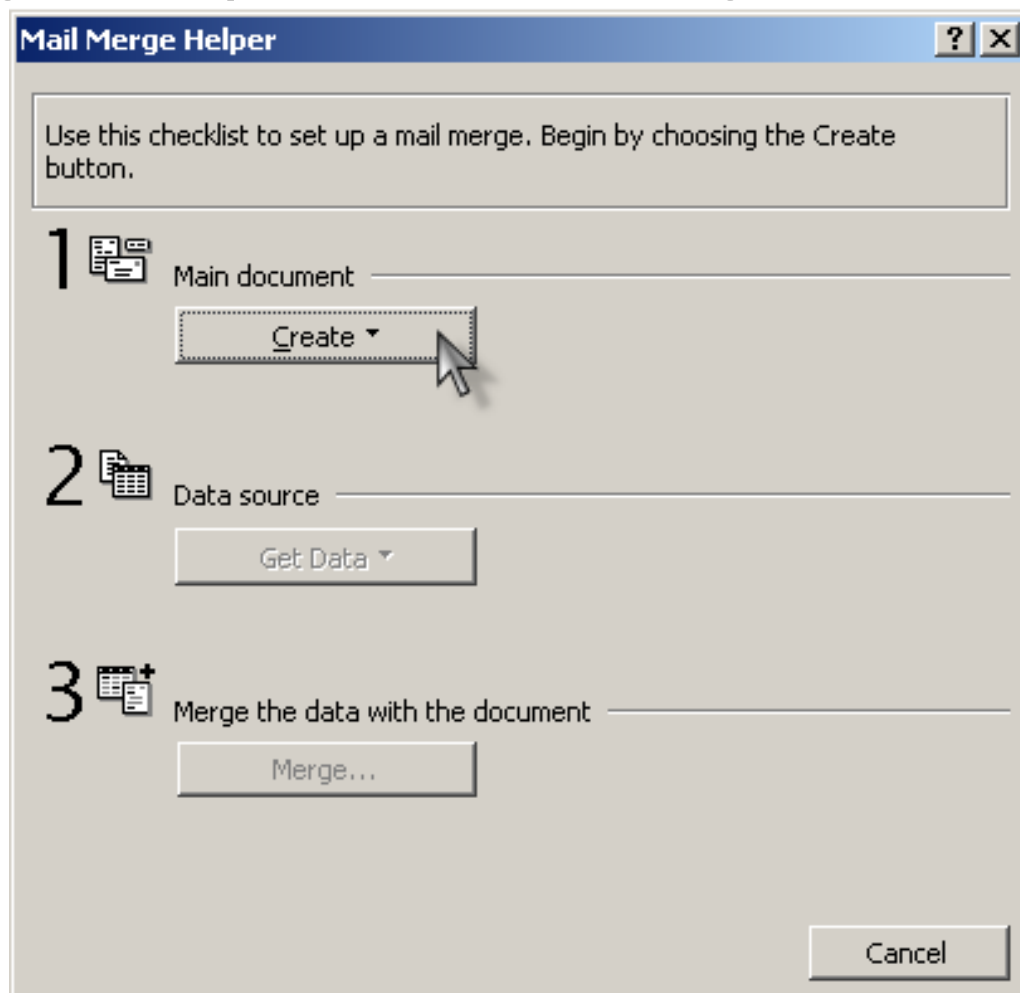 Mail Merge Helper
Use this checklist to set up a mail merge. Begin by choosing the Create
button.
1
Main document
Create
2
Data source
Get Data
3
Merge the data with the document
Merge...
Cancel